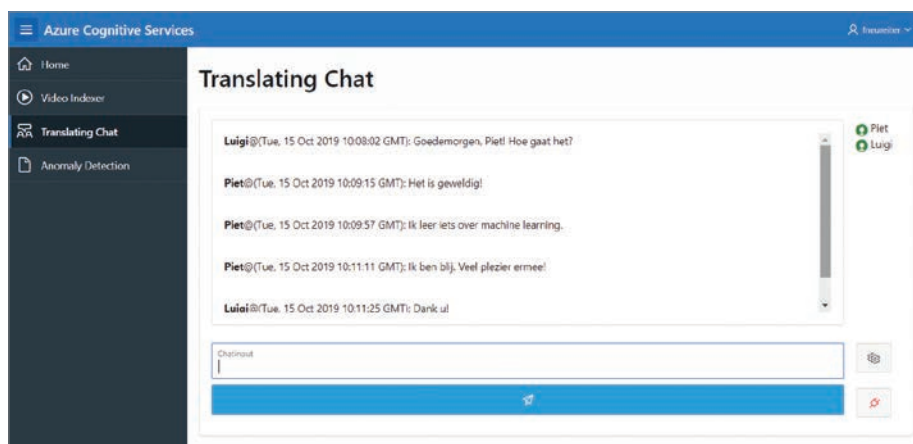 Azure Cognitive Services
Home
Video Indexer
Translating Chat
Anomaly Detection
Translating Chat
Luigi@(Tue, 15 Oct 2019 10:08:02 GMT): Goedemorgen, Piet! Hoe gaat het?
Piet@(Tue, 15 Oct 2019 10:09:15 GMT): Het is geweldig!
Piet@(Tue, 15 Oct 2019 10:09:57 GMT): Ik leer iets over machine learning.
Piet@(Tue, 15 Oct 2019 10:11:11 GMT): Ik ben blij. Veel plezier ermee!
Luigi@(Tue, 15 Oct 2019 10:11:25 GMT): Dank u!
Piet
Luigi
Chatinput